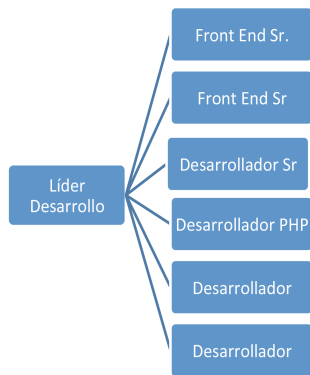 Front End Sr.
Front End Sr
Desarrollador Sr
Líder
Desarrollo
Desarrollador PHP
Desarrollador
Desarrollador